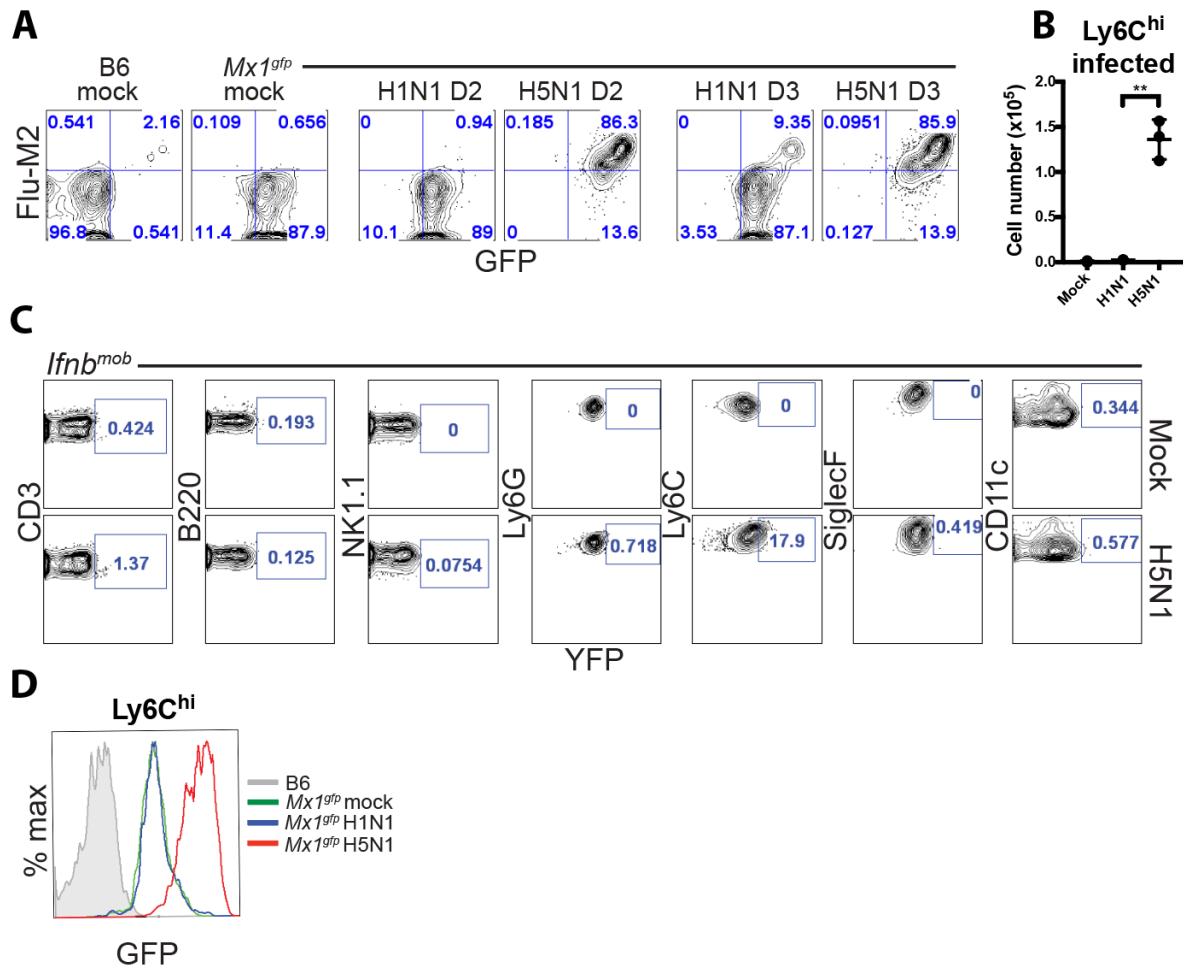 A
B6
mock
Mx1gfp
mock
H1N1 D2
H5N1 D2
H1N1 D3
H5N1 D3
Flu-M2
0.541 2.16
96.8 0.541
0.109 0.656
11.4 87.9
0 0.94
10.1 89
0.185 86.3
0 13.6
0 9.35
3.53 87.1
0.0951 85.9
0.127 13.9
GFP
B
Ly6Chi
infected
**
Cell number (x10⁵)
2.0
1.5
1.0
0.5
0.0
Mock
H1N1
H5N1
C
Ifnbmob
CD3
B220
NK1.1
Ly6G
Ly6C
SiglecF
CD11c
0.424
0.193
0
0
0
0
0.344
Mock
1.37
0.125
0.0754
0.718
17.9
0.419
0.577
H5N1
YFP
D
Ly6Chi
% max
GFP
B6
Mx1gfp mock
Mx1gfp H1N1
Mx1gfp H5N1